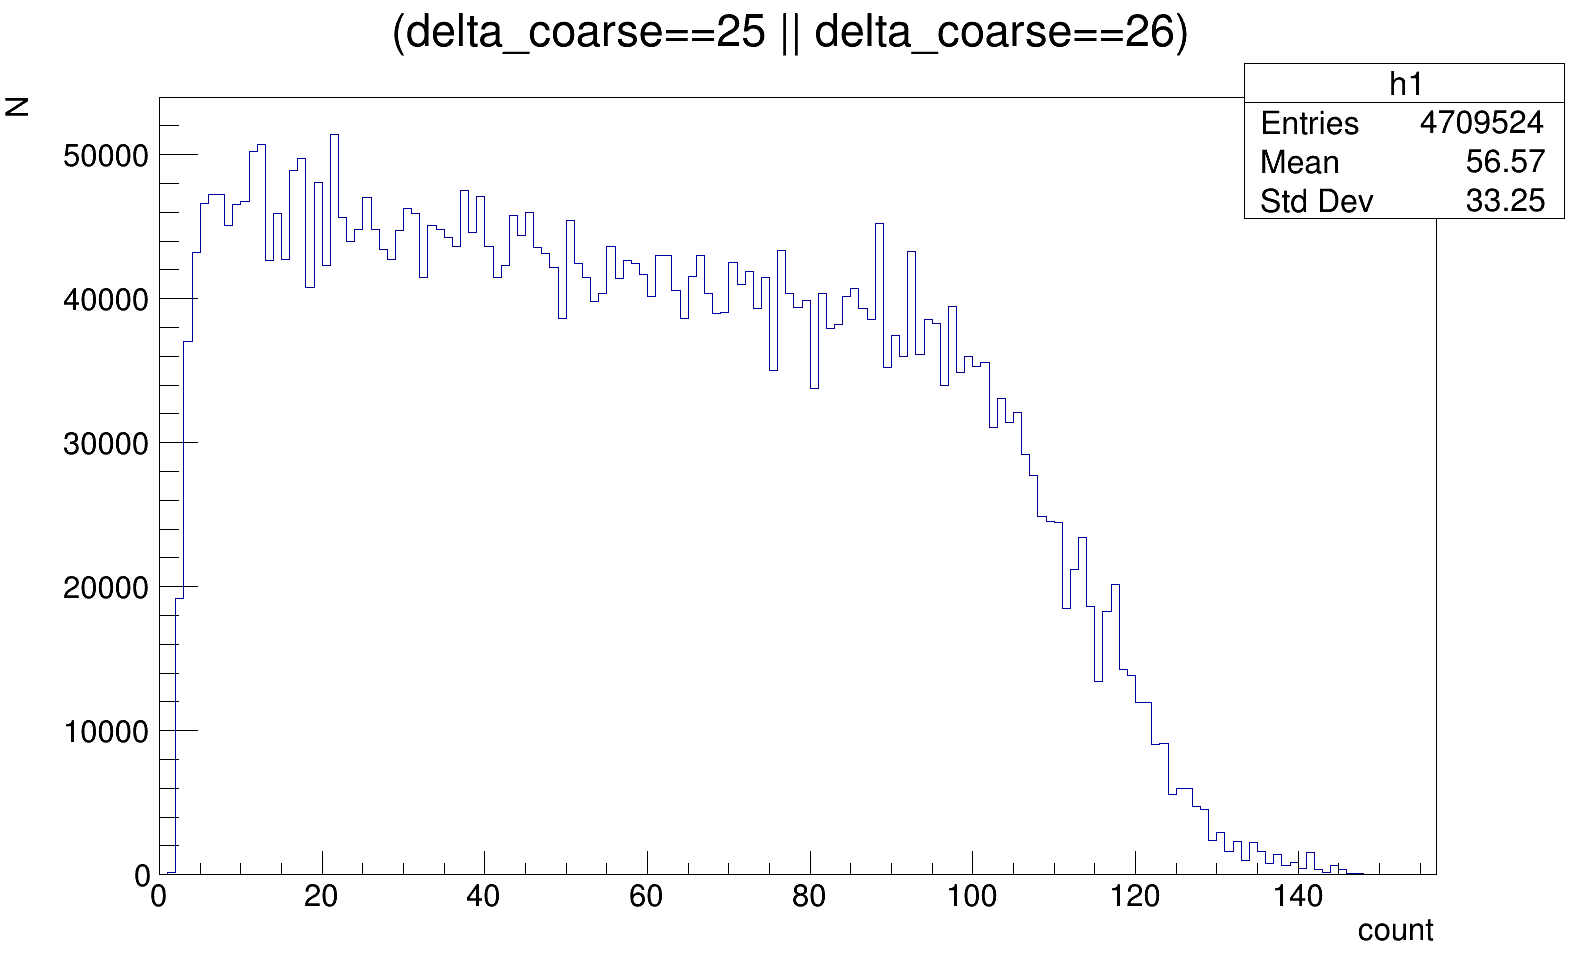 (delta_coarse==25 || delta_coarse==26)
h1
Entries 4709524
Mean 56.57
Std Dev 33.25
N
50000
40000
30000
20000
10000
0
0 20 40 60 80 100 120 140
count